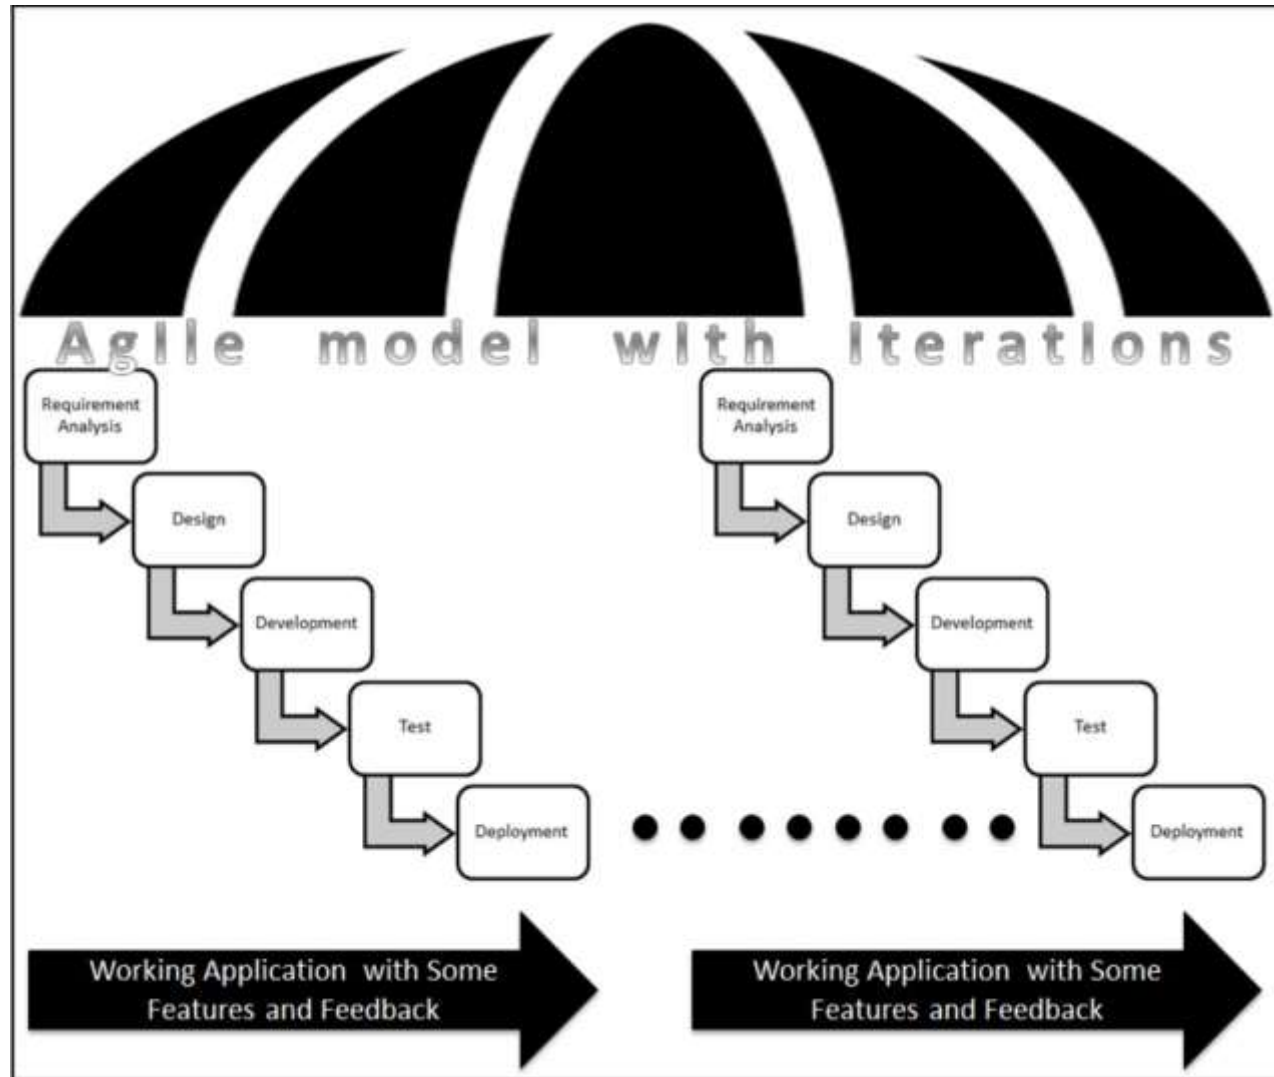 Agile model with iterations
Requirement
Analysis
Design
Development
Test
Deployment
Requirement
Analysis
Design
Development
Test
Deployment
Working Application with Some
Features and Feedback
Working Application with Some
Features and Feedback